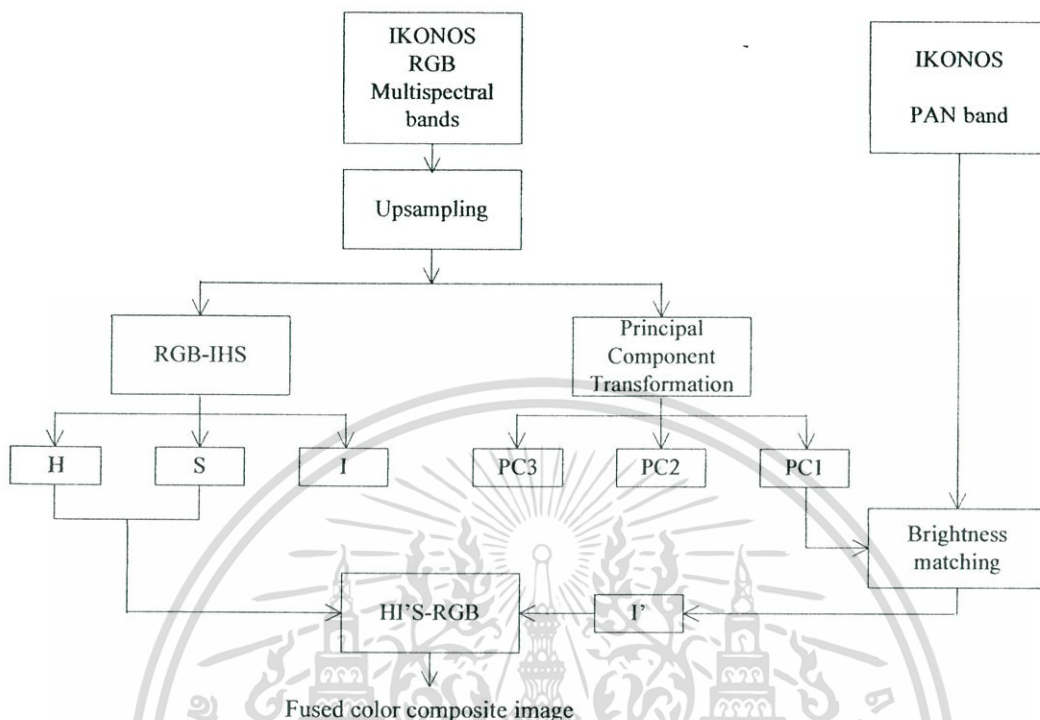 IKONOS
RGB
Multispectral
bands
IKONOS
PAN band
Upsampling
RGB-IHS
Principal
Component
Transformation
H
S
I
PC3
PC2
PC1
Brightness
matching
HI'S-RGB
I'
Fused color composite image